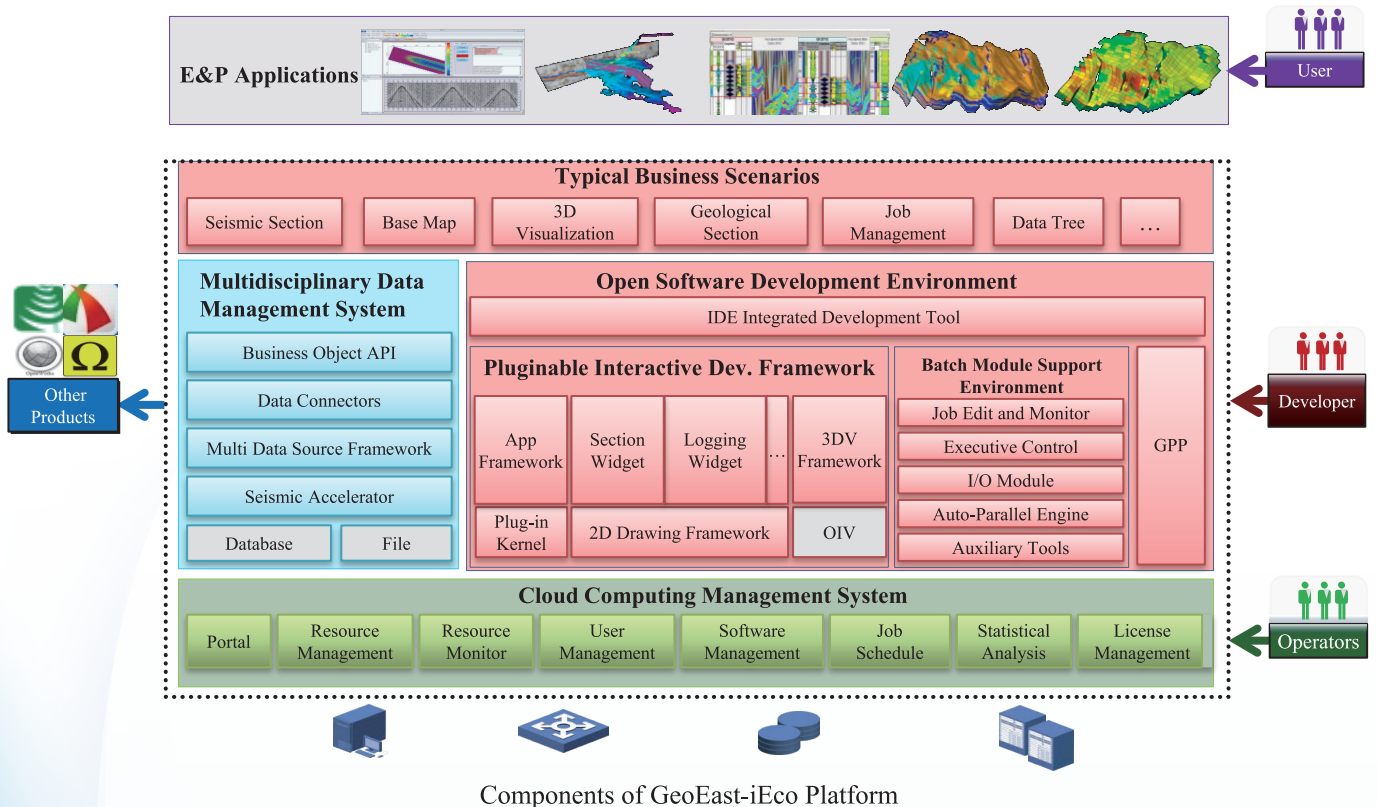 E&P Applications
User
Typical Business Scenarios
Seismic Section
Base Map
3D
Visualization
Geological
Section
Job
Management
Data Tree
...
Multidisciplinary Data
Management System
Business Object API
Data Connectors
Multi Data Source Framework
Seismic Accelerator
Database
File
Open Software Development Environment
IDE Integrated Development Tool
Pluginable Interactive Dev. Framework
App
Framework
Section
Widget
Logging
Widget
...
3DV
Framework
Plug-in
Kernel
2D Drawing Framework
OIV
Batch Module Support
Environment
Job Edit and Monitor
Executive Control
I/O Module
Auto-Parallel Engine
Auxiliary Tools
GPP
Ω
Other
Products
Developer
Cloud Computing Management System
Portal
Resource
Management
Resource
Monitor
User
Management
Software
Management
Job
Schedule
Statistical
Analysis
License
Management
Operators
Components of GeoEast-iEco Platform